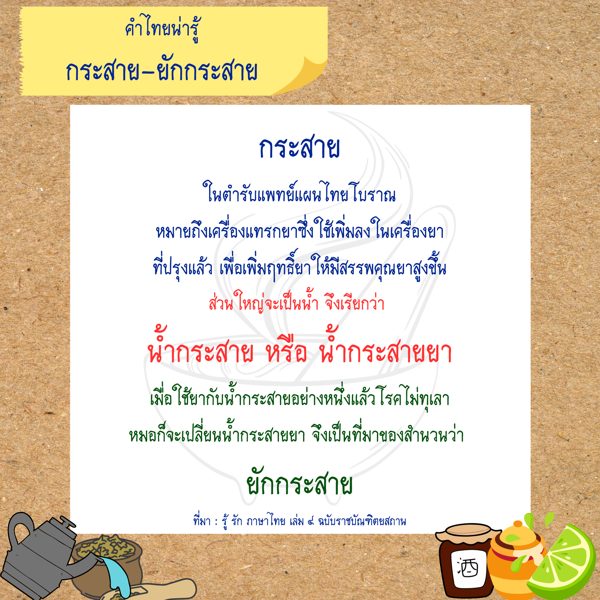 คำไทยน่ารู้
กระสาย-ยักกระสาย
กระสาย
ในตำรับแพทย์แผนไทยโบราณ
หมายถึงเครื่องแทรกยาซึ่งใช้เพิ่มลงในเครื่องยา
ที่ปรุงแล้ว เพื่อเพิ่มฤทธิ์ยาให้มีสรรพคุณยาสูงขึ้น
ส่วนใหญ่จะเป็นน้ำ จึงเรียกว่า
น้ำกระสาย หรือ น้ำกระสายยา
เมื่อใช้ยากับน้ำกระสายอย่างหนึ่งแล้วโรคไม่ทุเลา
หมอก็จะเปลี่ยนน้ำกระสายยา จึงเป็นที่มาของสำนวนว่า
ยักกระสาย
ที่มา : รู้ รัก ภาษาไทย เล่ม ๔ ฉบับราชบัณฑิตยสถาน
酒